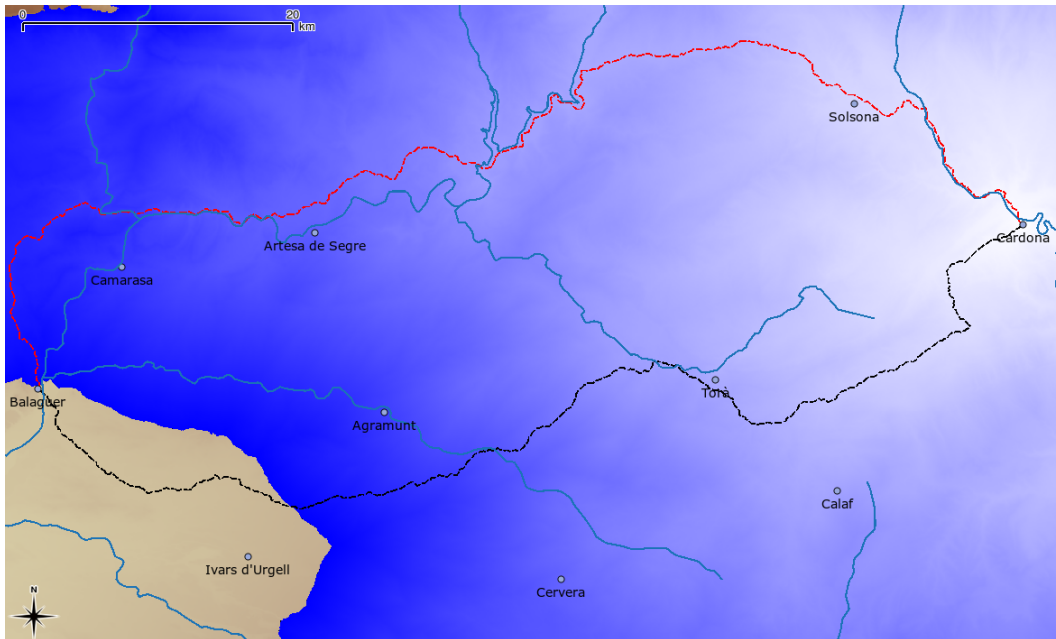 0 20
km
Solsona
Cardona
Artesa de Segre
Camarasa
Balaguer
Torà
Agramunt
Calaf
Ivars d'Urgell
Cervera
N